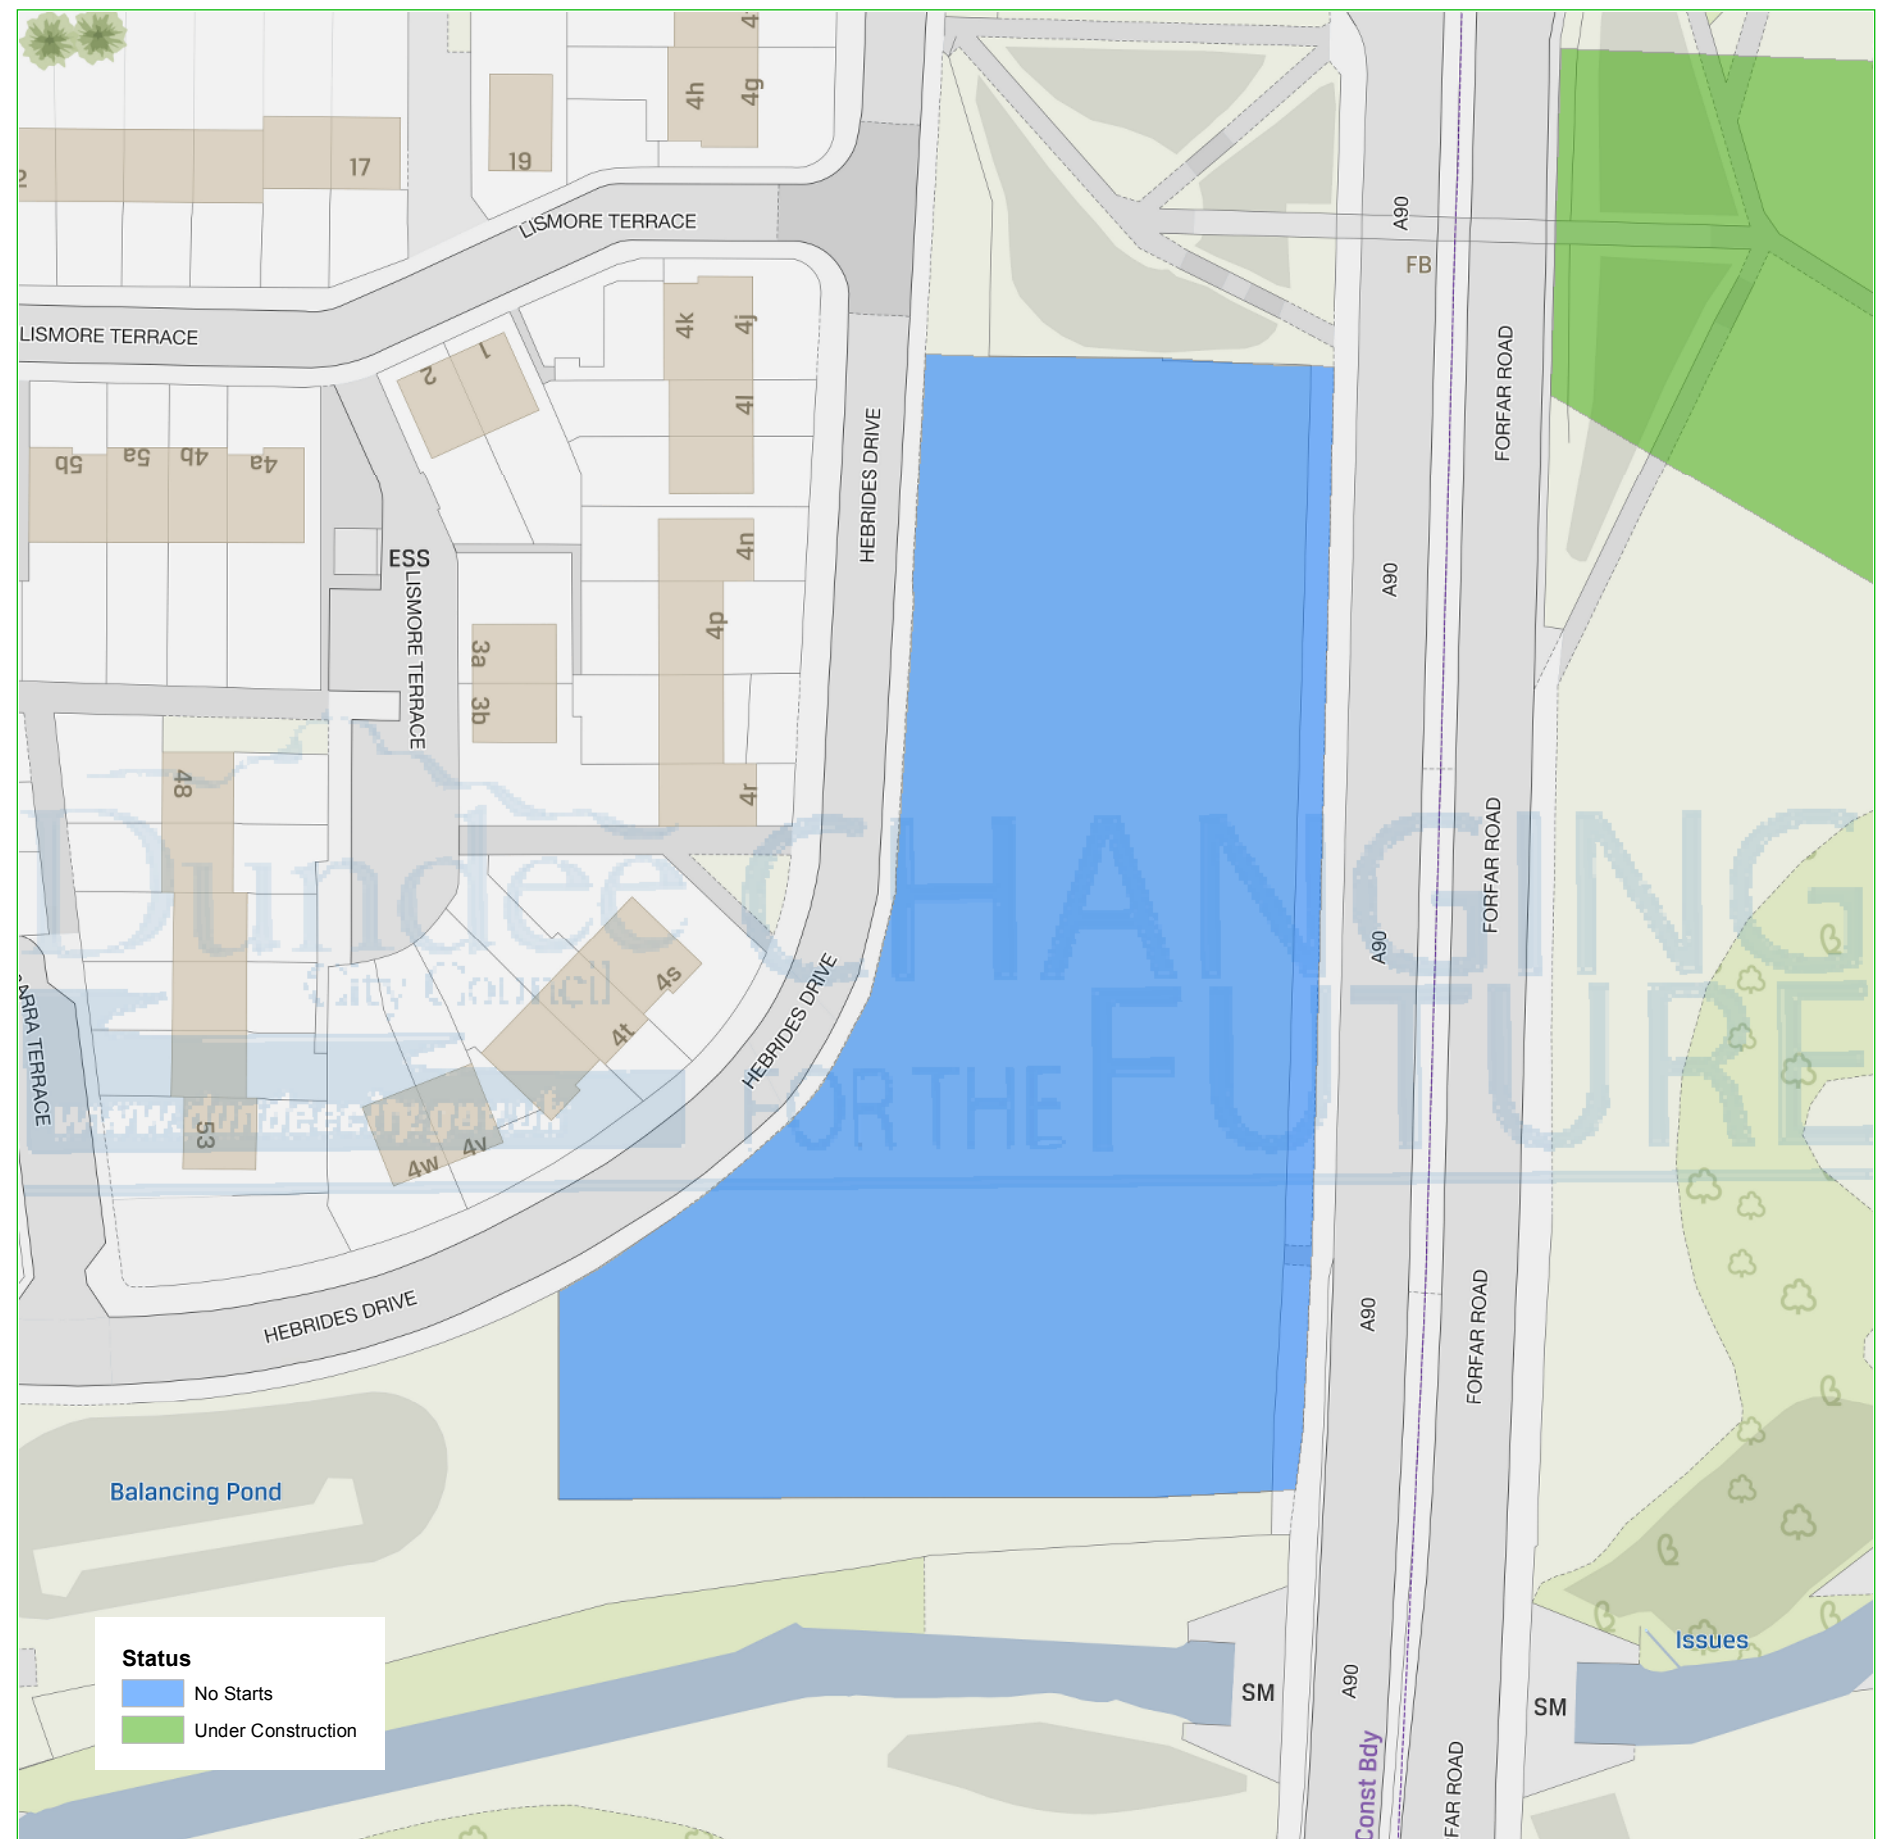 4h
4g
19
17
LISMORE TERRACE
A90
FB
LISMORE TERRACE
4k
4j
1
2
4l
HEBRIDES DRIVE
FORFAR ROAD
5b
5a
4b
4a
4n
ESS
A90
LISMORE TERRACE
4p
3a
3b
48
4r
Dundee
City Council
www.dundeecity.gov.uk
CHANGING
FOR THE FUTURE
FORFAR ROAD
A90
4s
4t
HEBRIDES DRIVE
ARRA TERRACE
53
4w
4v
HEBRIDES DRIVE
A90
FORFAR ROAD
Balancing Pond
Issues
Status
No Starts
Under Construction
SM
A90
SM
Const Bdy
FAR ROAD